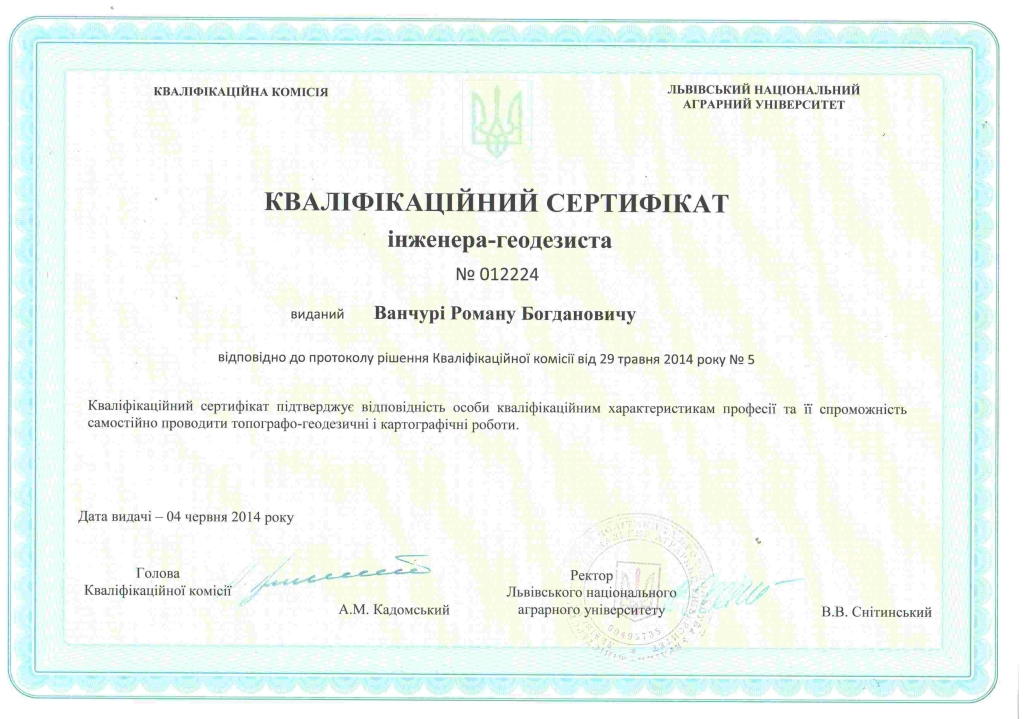 КВАЛІФІКАЦІЙНА КОМІСІЯ
ЛЬВІВСЬКИЙ НАЦІОНАЛЬНИЙ
АГРАРНИЙ УНІВЕРСИТЕТ
КВАЛІФІКАЦІЙНИЙ СЕРТИФІКАТ
інженера-геодезиста
№ 012224
виданий Ванчурі Роману Богдановичу
відповідно до протоколу рішення Кваліфікаційної комісії від 29 травня 2014 року № 5
Кваліфікаційний сертифікат підтверджує відповідність особи кваліфікаційним характеристикам професії та її спроможність
самостійно проводити топографо-геодезичні і картографічні роботи.
Дата видачі – 04 червня 2014 року
Голова
Кваліфікаційної комісії
А.М. Кадомський
Ректор
Львівського національного
аграрного університету
В.В. Снітинський